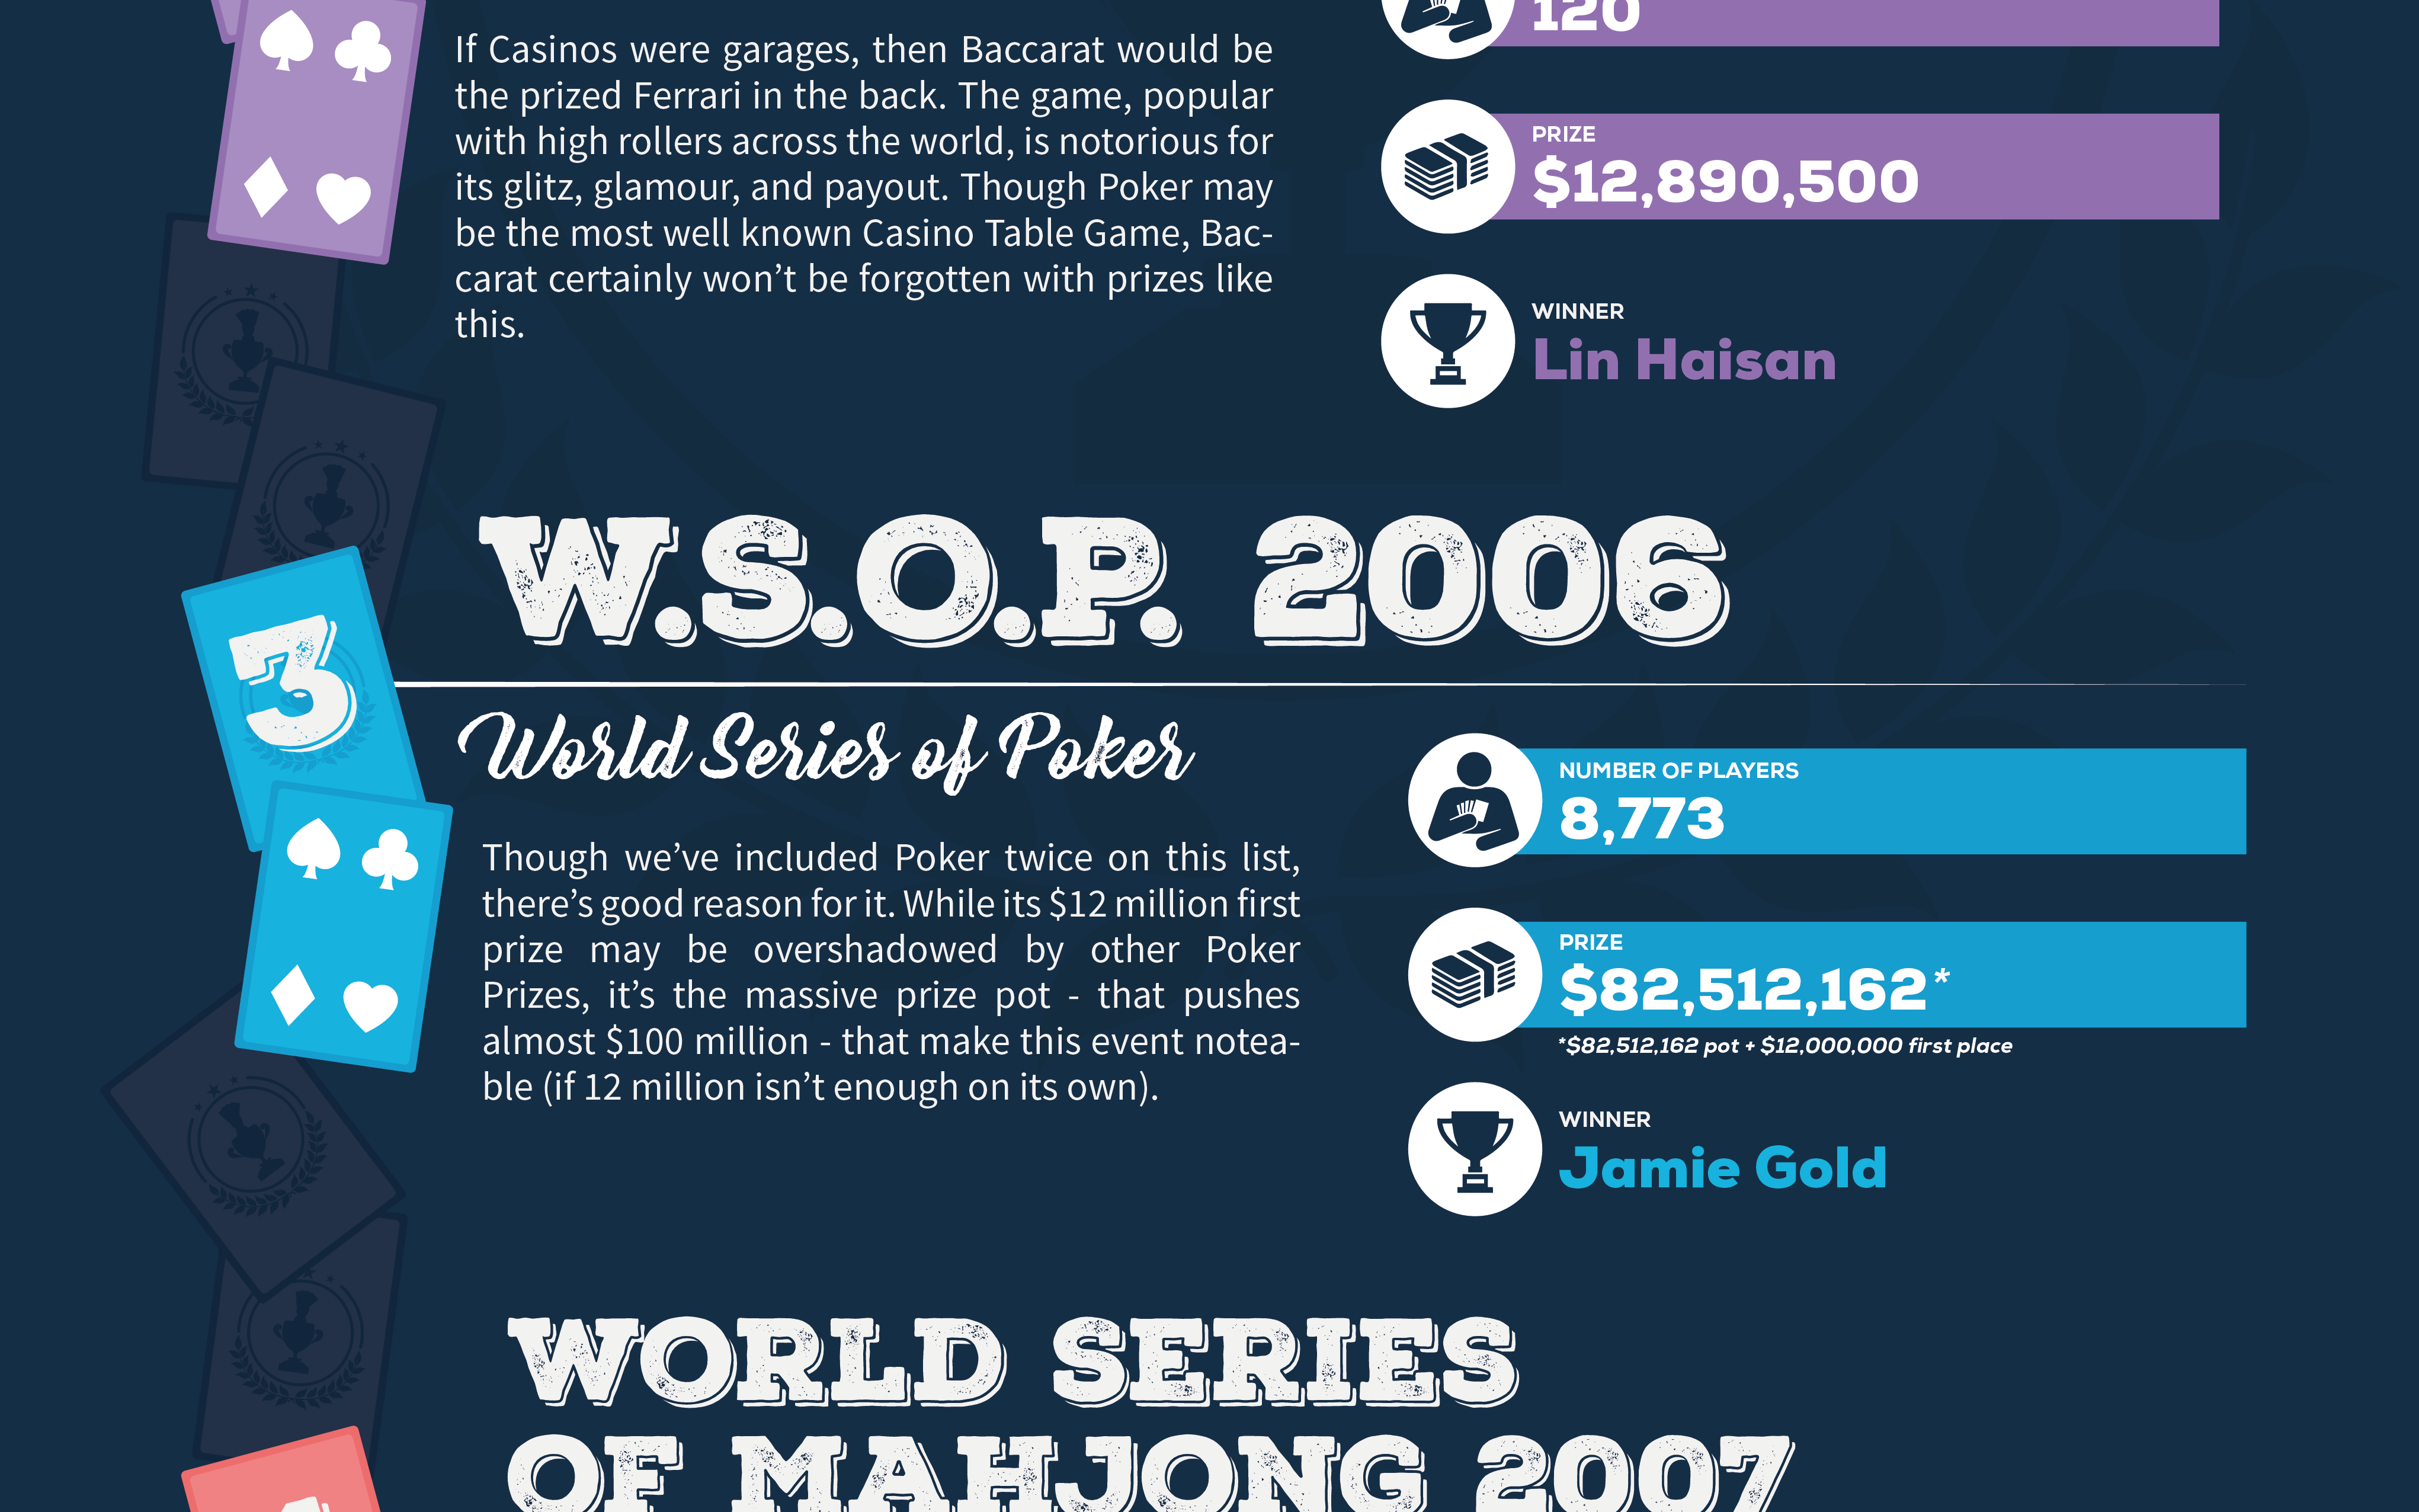 If Casinos were garages, then Baccarat would be
the prized Ferrari in the back. The game, popular
with high rollers across the world, is notorious for
its glitz, glamour, and payout. Though Poker may
be the most well known Casino Table Game, Bac-
carat certainly won’t be forgotten with prizes like
this.
120
PRIZE
$12,890,500
WINNER
Lin Haisan
W.S.O.P. 2006
3
World Series of Poker
Though we’ve included Poker twice on this list,
there’s good reason for it. While its $12 million first
prize may be overshadowed by other Poker
Prizes, it’s the massive prize pot - that pushes
almost $100 million - that make this event notea-
ble (if 12 million isn’t enough on its own).
NUMBER OF PLAYERS
8,773
PRIZE
$82,512,162*
*$82,512,162 pot + $12,000,000 first place
WINNER
Jamie Gold
WORLD SERIES
OF MAHJONG 2007